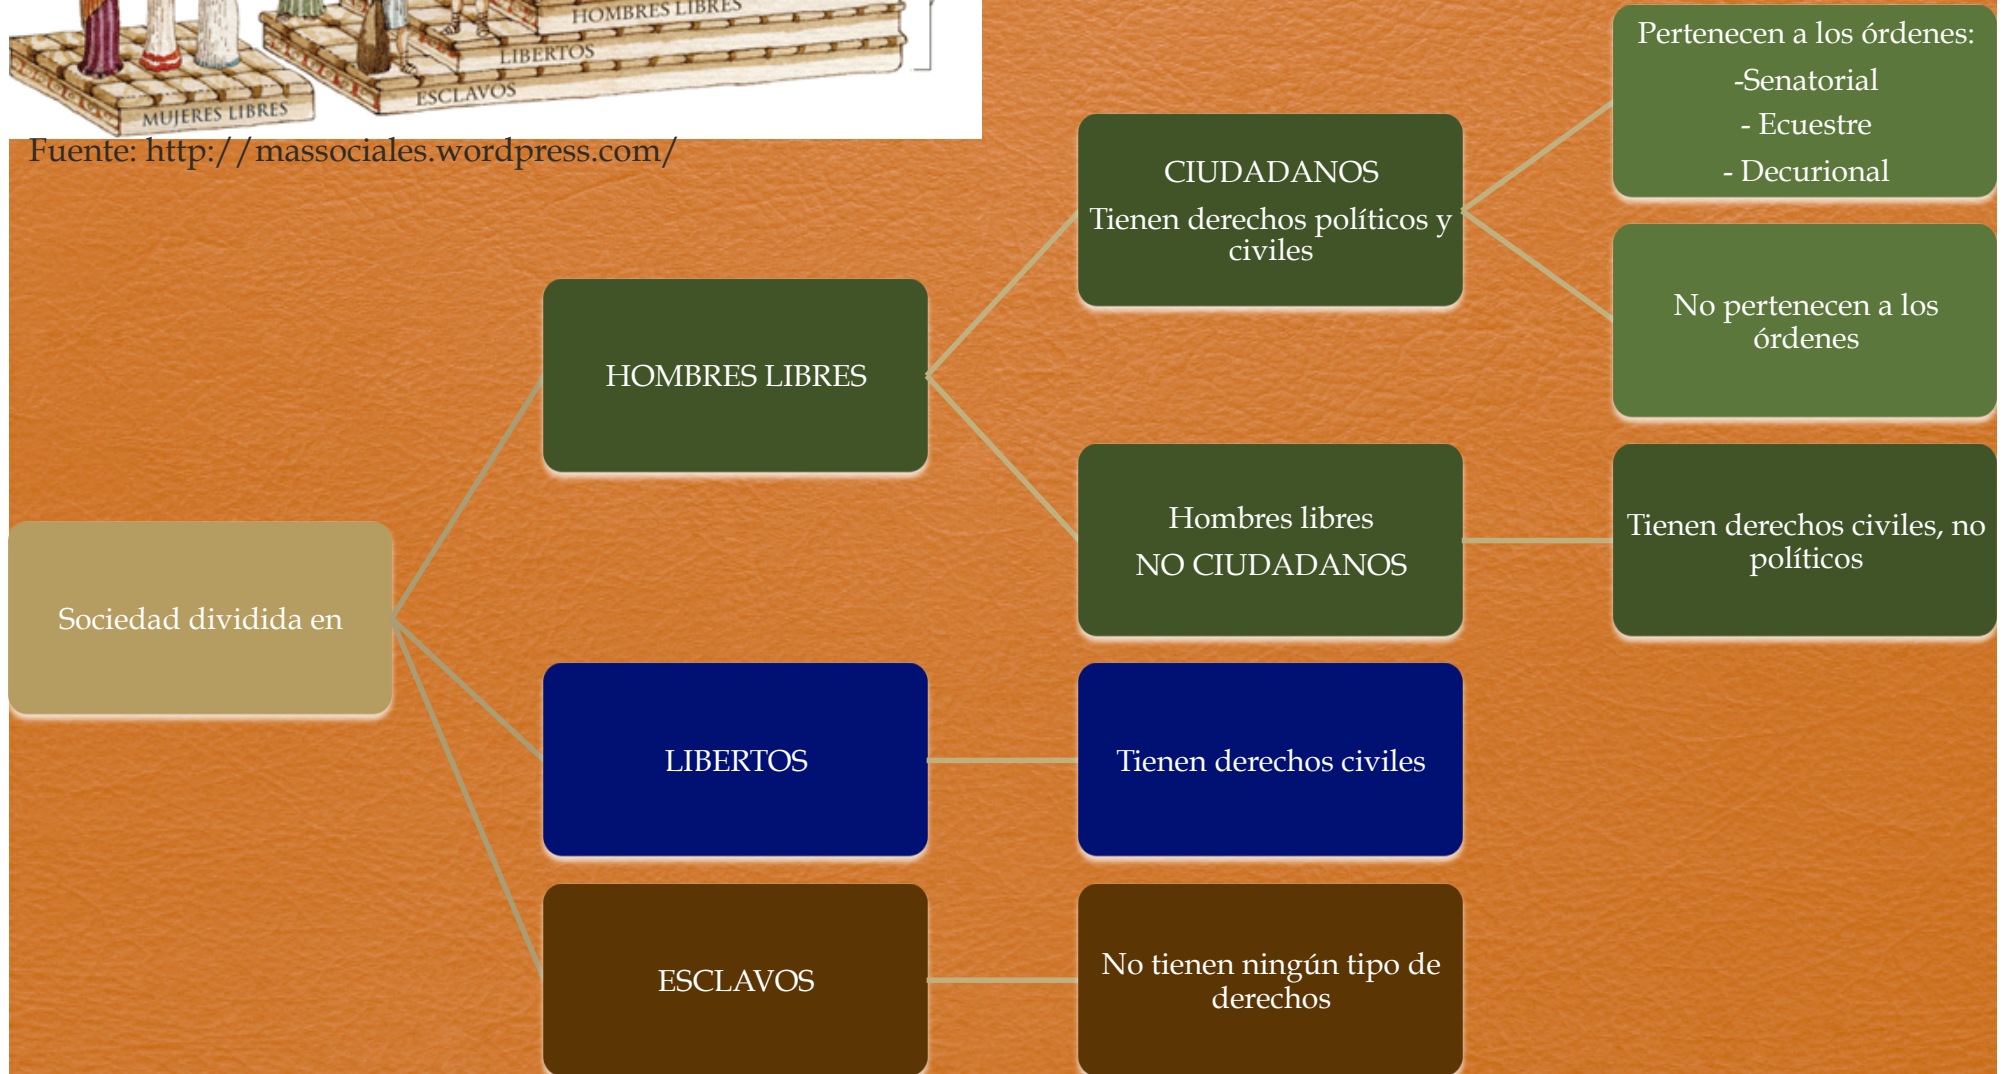 HOMBRES LIBRES
LIBERTOS
ESCLAVOS
MUJERES LIBRES
Fuente: http://massociales.wordpress.com/
Sociedad dividida en
HOMBRES LIBRES
CIUDADANOS
Tienen derechos políticos y
civiles
Pertenecen a los órdenes:
-Senatorial
- Ecuestre
- Decurional
No pertenecen a los
órdenes
Hombres libres
NO CIUDADANOS
Tienen derechos civiles, no
políticos
LIBERTOS
Tienen derechos civiles
ESCLAVOS
No tienen ningún tipo de
derechos